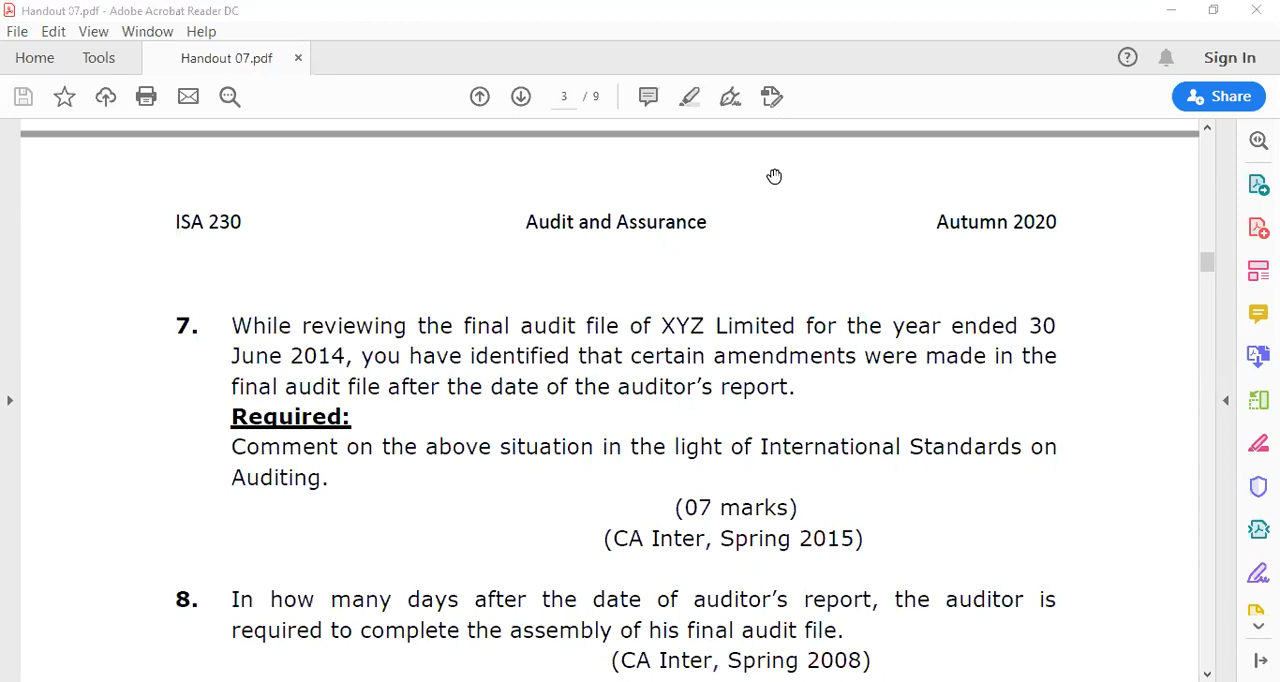 Handout 07.pdf - Adobe Acrobat Reader DC
File Edit View Window Help
Home Tools Handout 07.pdf × Sign In
3 / 9 Share
ISA 230 Audit and Assurance Autumn 2020
7. While reviewing the final audit file of XYZ Limited for the year ended 30
June 2014, you have identified that certain amendments were made in the
final audit file after the date of the auditor's report.
Required:
Comment on the above situation in the light of International Standards on
Auditing.
(07 marks)
(CA Inter, Spring 2015)
8. In how many days after the date of auditor's report, the auditor is
required to complete the assembly of his final audit file.
(CA Inter, Spring 2008)